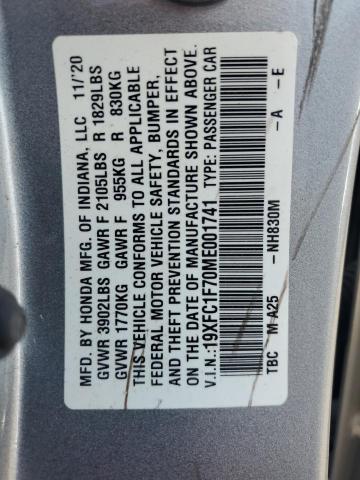 MFD. BY HONDA MFG. OF INDIANA, LLC 11/'20
GVWR 3902LBS GAWR F 2105LBS R 1829LBS
GVWR 1770KG GAWR F 955KG R 830KG
THIS VEHICLE CONFORMS TO ALL APPLICABLE
FEDERAL MOTOR VEHICLE SAFETY, BUMPER,
AND THEFT PREVENTION STANDARDS IN EFFECT
ON THE DATE OF MANUFACTURE SHOWN ABOVE.
V.I.N.:19XFC1F70ME001741 TYPE: PASSENGER CAR
TBC M-A25 -NH830M -A -E